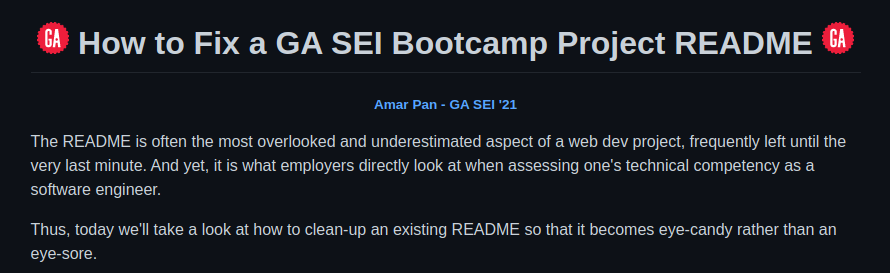 GA How to Fix a GA SEI Bootcamp Project README GA
Amar Pan - GA SEI '21
The README is often the most overlooked and underestimated aspect of a web dev project, frequently left until the
very last minute. And yet, it is what employers directly look at when assessing one's technical competency as a
software engineer.
Thus, today we'll take a look at how to clean-up an existing README so that it becomes eye-candy rather than an
eye-sore.